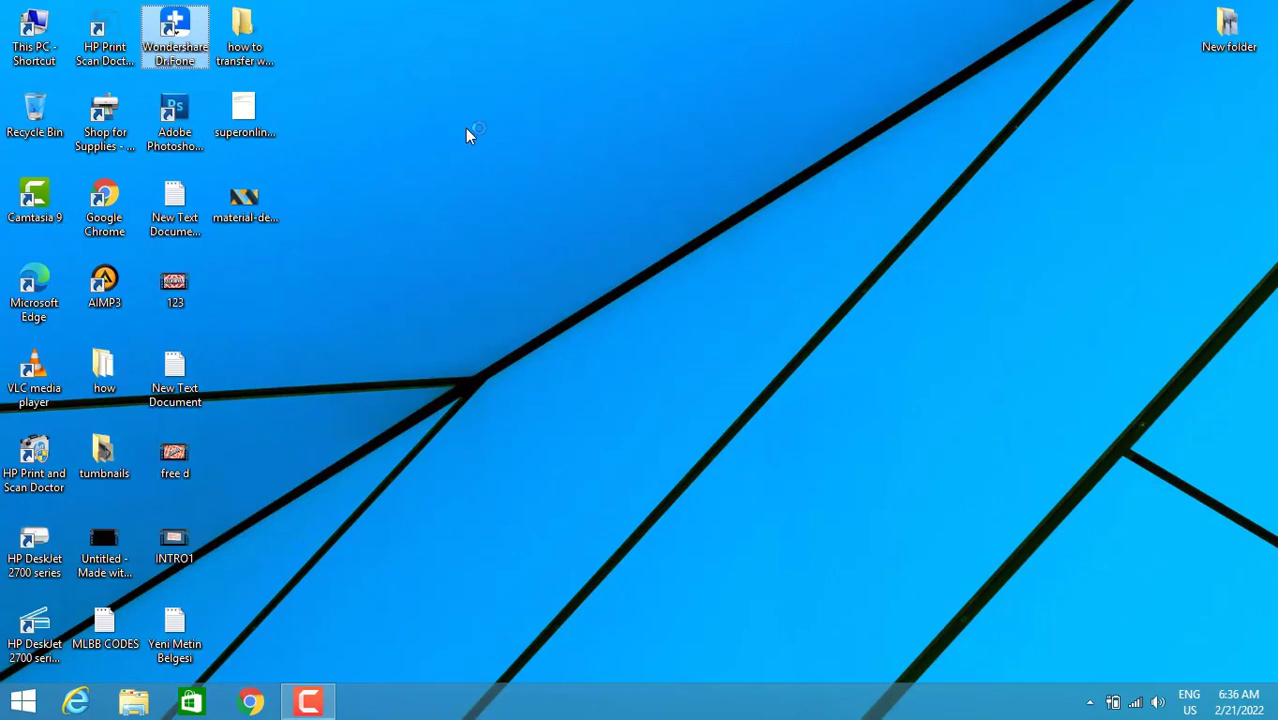 This PC -
Shortcut
HP Print
Scan Doct...
Wondershare
Dr.Fone
how to
transfer w...
New folder
Recycle Bin
Shop for
Supplies - ...
Ps
Adobe
Photosho...
superonlin...
Camtasia 9
Google
Chrome
New Text
Docume...
material-de...
Microsoft
Edge
AIMP3
123
VLC media
player
how
New Text
Document
HP Print and
Scan Doctor
tumbnails
free d
HP DeskJet
2700 series
Untitled -
Made wit...
INTRO1
HP DeskJet
2700 seri...
MLBB CODES
Yeni Metin
Belgesi
ENG
US
6:36 AM
2/21/2022